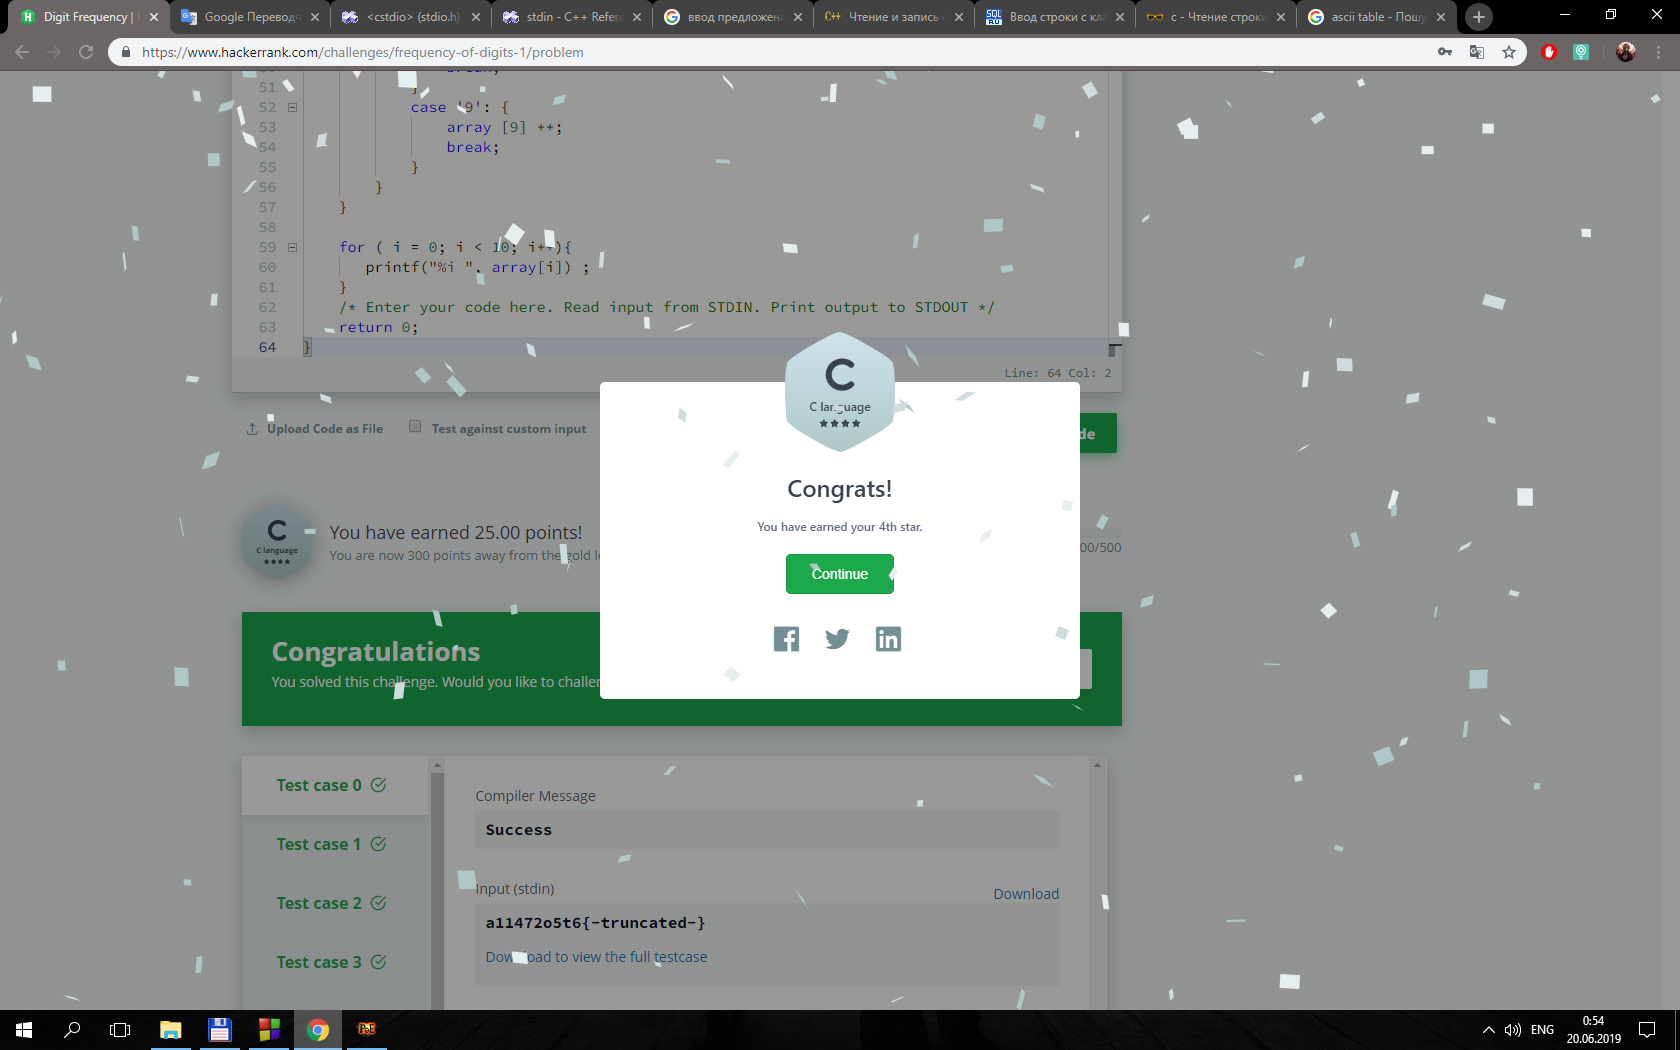 Digit Frequency |
Google Переводч
<cstdio> (stdio.h)
stdin - C++ Refere
ввод предложени
Чтение и запись
Ввод строки с кла
c - Чтение строки
ascii table - Пошу
https://www.hackerrank.com/challenges/frequency-of-digits-1/problem
51 }
52 case '9': {
53 array [9] ++;
54 break;
55 }
56 }
57 }
58
59 for ( i = 0; i < 10; i++){
60 printf("%i ", array[i]) ;
61 }
62 /* Enter your code here. Read input from STDIN. Print output to STDOUT */
63 return 0;
64 }
Line: 64 Col: 2
Upload Code as File
Test against custom input
de
C
C language
Congrats!
You have earned your 4th star.
Continue
C
C language
You have earned 25.00 points!
You are now 300 points away from the gold le
00/500
Congratulations
You solved this challenge. Would you like to challen
Test case 0
Test case 1
Test case 2
Test case 3
Compiler Message
Success
Input (stdin)
Download
a11472o5t6{-truncated-}
Download to view the full testcase
PoE
ENG
0:54
20.06.2019